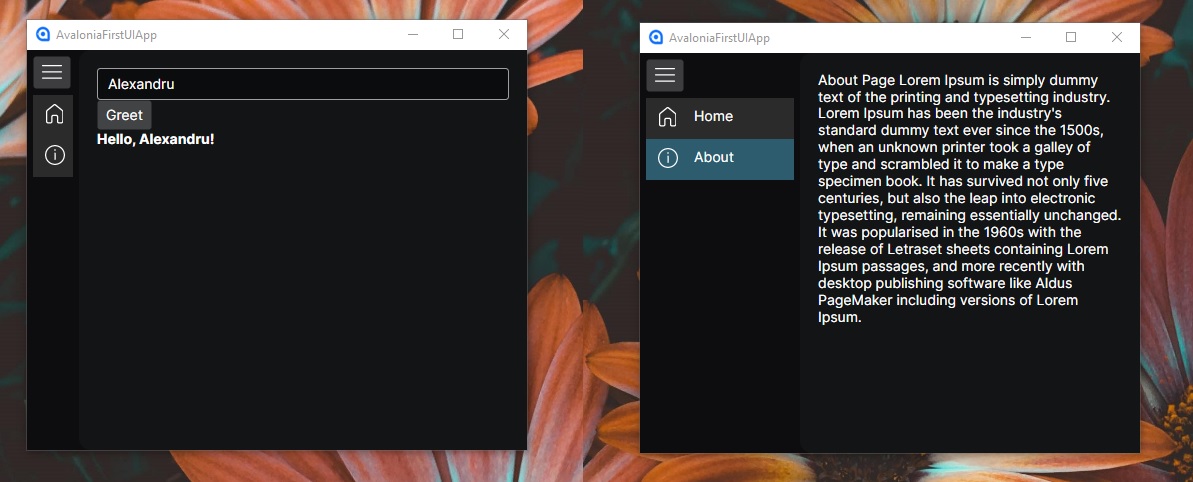 AvaloniaFirstUIApp
Alexandru
Greet
Hello, Alexandru!
AvaloniaFirstUIApp
Home
About
About Page Lorem Ipsum is simply dummy
text of the printing and typesetting industry.
Lorem Ipsum has been the industry's
standard dummy text ever since the 1500s,
when an unknown printer took a galley of
type and scrambled it to make a type
specimen book. It has survived not only five
centuries, but also the leap into electronic
typesetting, remaining essentially unchanged.
It was popularised in the 1960s with the
release of Letraset sheets containing Lorem
Ipsum passages, and more recently with
desktop publishing software like Aldus
PageMaker including versions of Lorem
Ipsum.